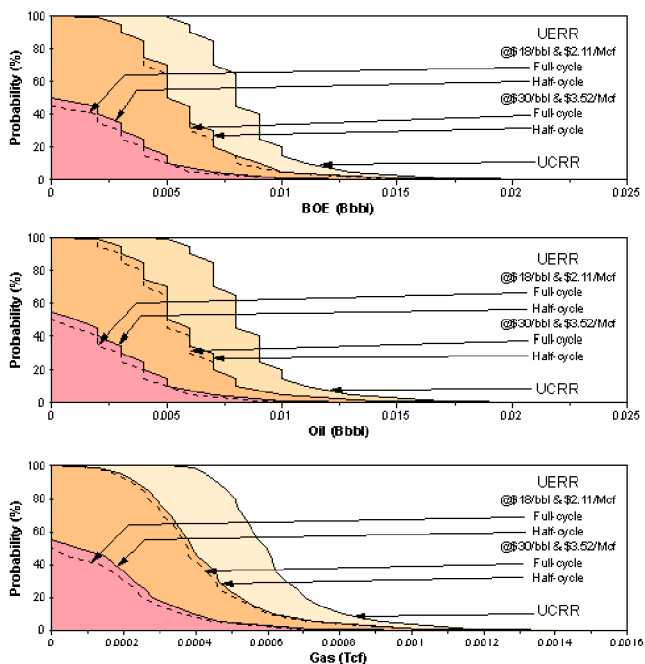 100
80
60
40
20
0
Probability (%)
UERR
@$18/bbl & $2.11/Mcf
Full-cycle
Half-cycle
@$30/bbl & $3.52/Mcf
Full-cycle
Half-cycle
UCRR
0 0.005 0.01 0.015 0.02 0.025
BOE (Bbbl)
100
80
60
40
20
0
Probability (%)
UERR
@$18/bbl & $2.11/Mcf
Full-cycle
Half-cycle
@$30/bbl & $3.52/Mcf
Full-cycle
Half-cycle
UCRR
0 0.005 0.01 0.015 0.02 0.025
Oil (Bbbl)
100
80
60
40
20
0
Probability (%)
UERR
@$18/bbl & $2.11/Mcf
Full-cycle
Half-cycle
@$30/bbl & $3.52/Mcf
Full-cycle
Half-cycle
UCRR
0 0.0002 0.0004 0.0006 0.0008 0.001 0.0012 0.0014 0.0016
Gas (Tcf)